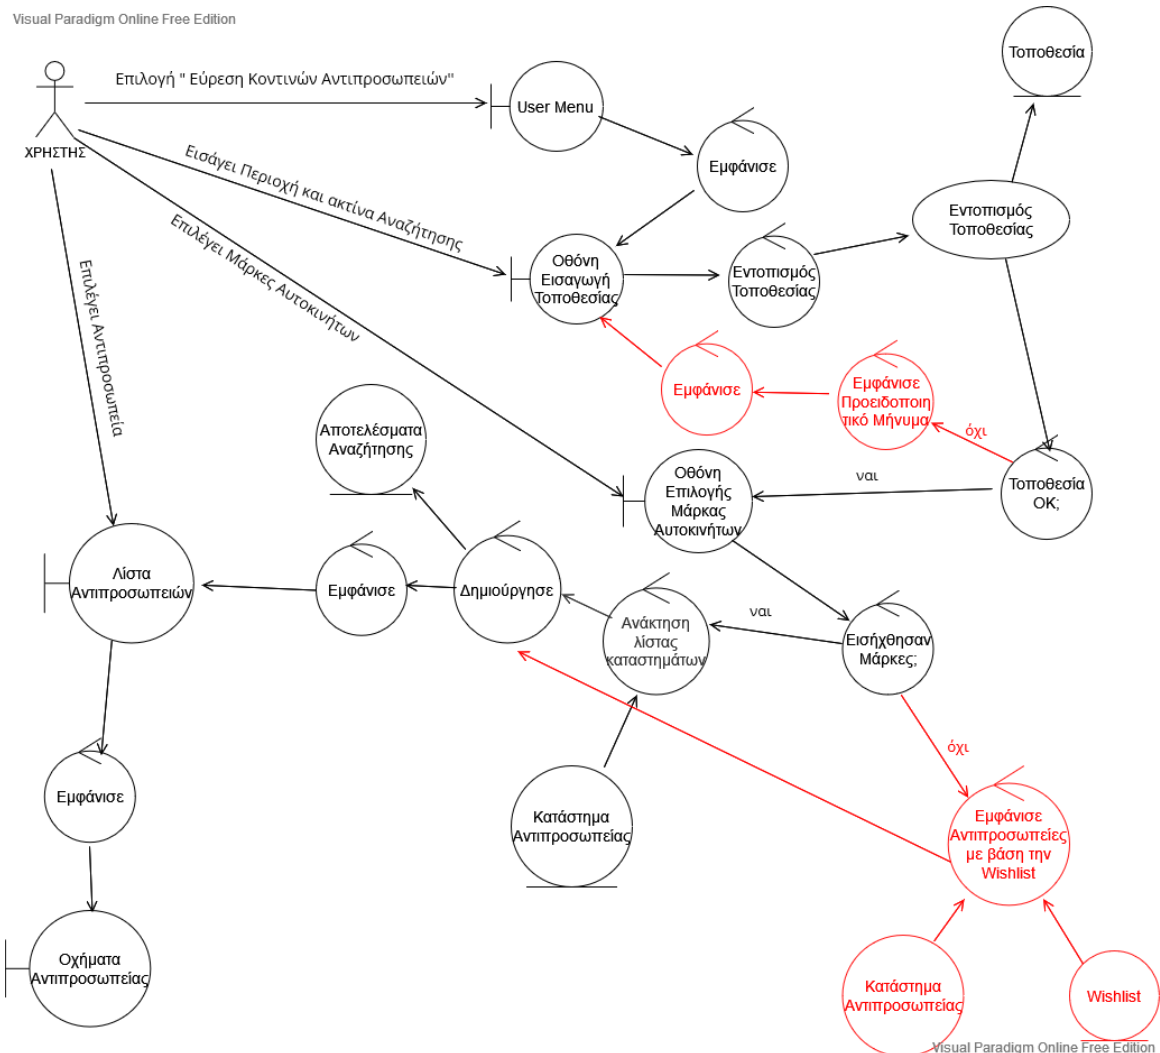 Visual Paradigm Online Free Edition
Τοποθεσία
Επιλογή " Εύρεση Κοντινών Αντιπροσωπειών"
User Menu
ΧΡΗΣΤΗΣ
Εμφάνισε
Εισάγει Περιοχή και ακτίνα Αναζήτησης
Επιλέγει Μάρκες Αυτοκινήτων
Επιλέγει Αντιπροσωπεία
Εντοπισμός
Τοποθεσίας
Οθόνη
Εισαγωγή
Τοποθεσίας
Εντοπισμός
Τοποθεσίας
Εμφάνισε
Εμφάνισε
Προειδοποιη
τικό Μήνυμα
όχι
Αποτελέσματα
Αναζήτησης
Οθόνη
Επιλογής
Μάρκας
Αυτοκινήτων
ναι
Τοποθεσία
ΟΚ;
Λίστα
Αντιπροσωπειών
Εμφάνισε
Δημιούργησε
Ανάκτηση
λίστας
καταστημάτων
ναι
Εισήχθησαν
Μάρκες;
όχι
Εμφάνισε
Κατάστημα
Αντιπροσωπείας
Εμφάνισε
Αντιπροσωπείες
με βάση την
Wishlist
Οχήματα
Αντιπροσωπείας
Κατάστημα
Αντιπροσωπείας
Wishlist
Visual Paradigm Online Free Edition